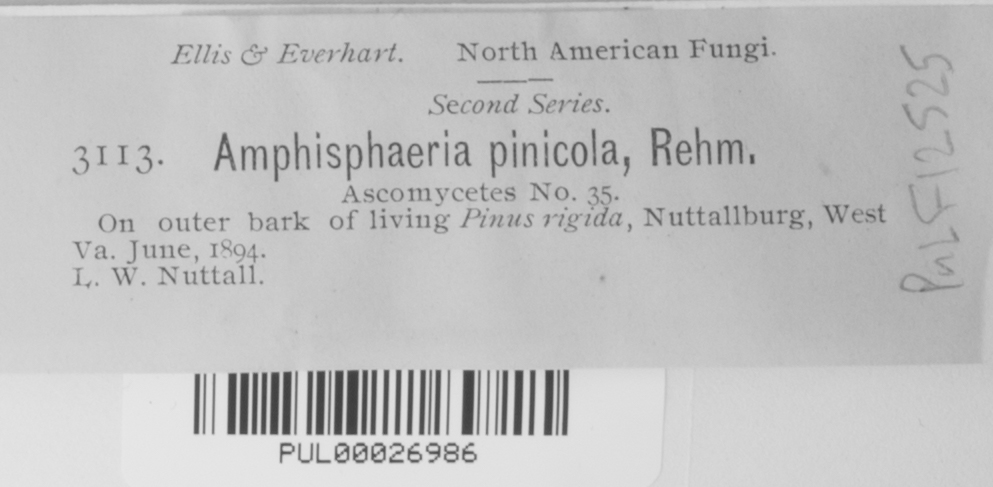 Ellis & Everhart. North American Fungi.
Second Series.
3113. Amphisphaeria pinicola, Rehm.
Ascomycetes No. 35.
On outer bark of living Pinus rigida, Nuttallburg, West
Va. June, 1894.
L. W. Nuttall.
PUL F12525
PUL00026986